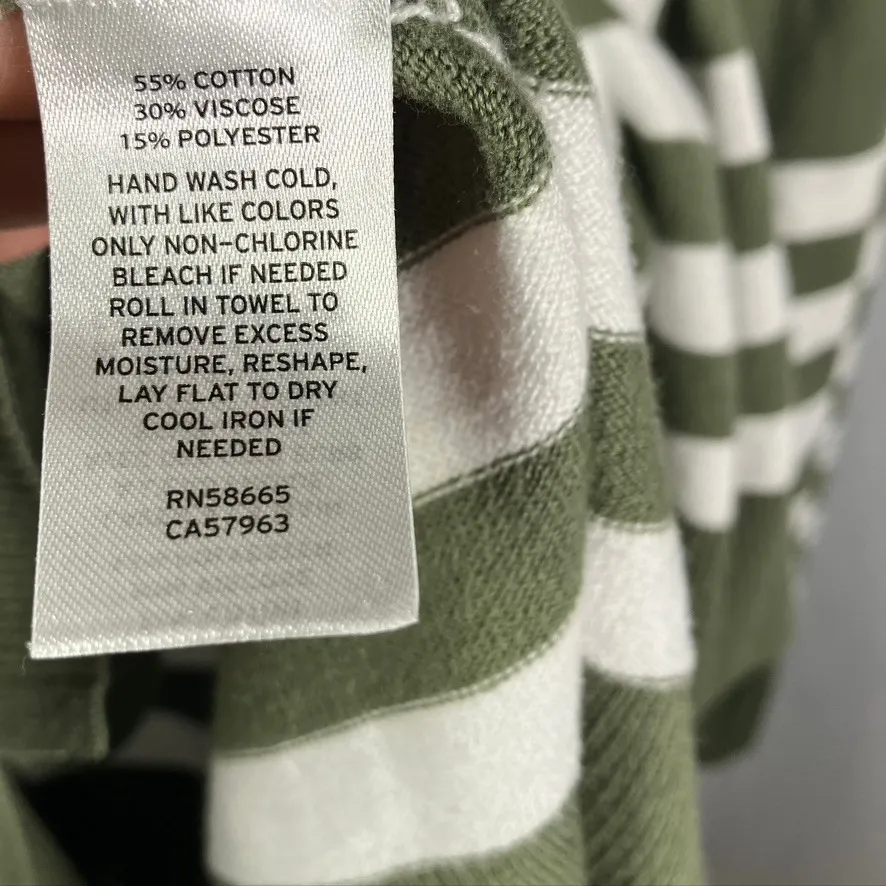 55% COTTON
30% VISCOSE
15% POLYESTER
HAND WASH COLD,
WITH LIKE COLORS
ONLY NON-CHLORINE
BLEACH IF NEEDED
ROLL IN TOWEL TO
REMOVE EXCESS
MOISTURE, RESHAPE,
LAY FLAT TO DRY
COOL IRON IF
NEEDED
RN58665
CA57963